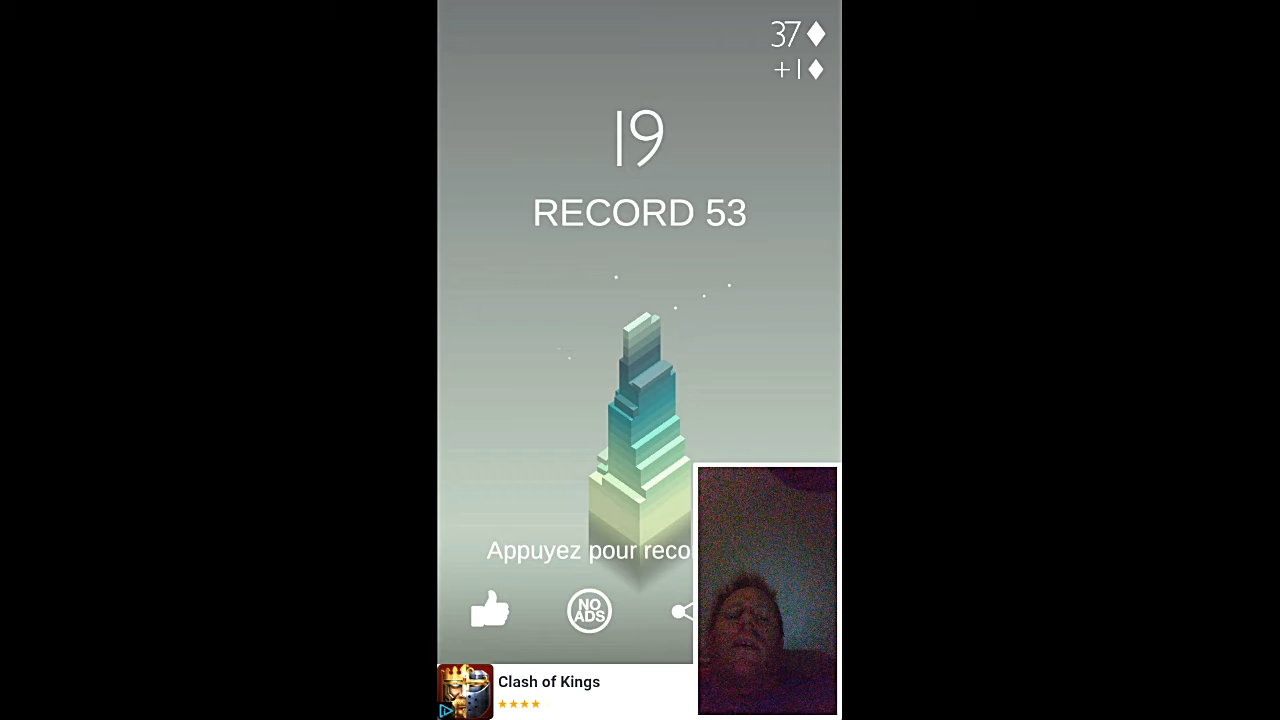 37
+1
19
RECORD 53
Appuyez pour reco
NO
ADS
Clash of Kings